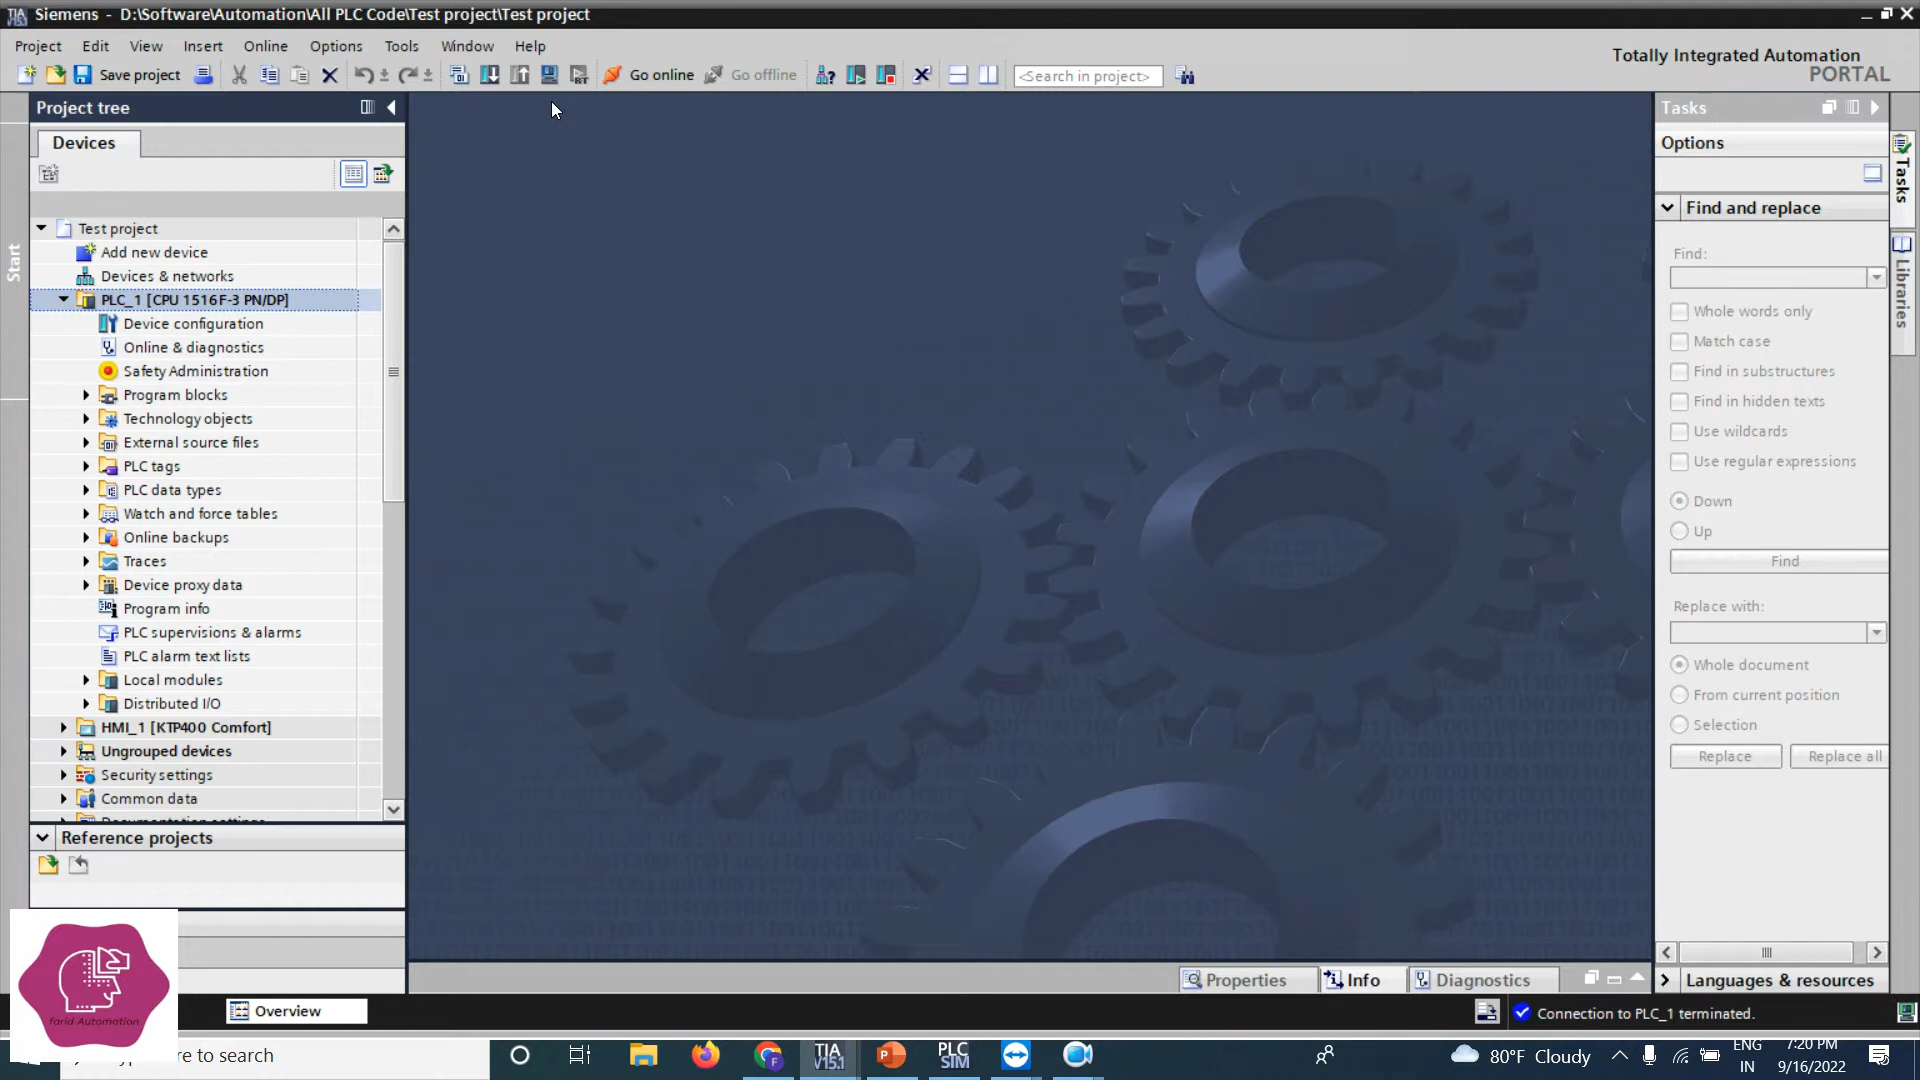 Siemens - D:\Software\Automation\All PLC Code\Test project\Test project
Project Edit View Insert Online Options Tools Window Help
Totally Integrated Automation
PORTAL
Save project Go online Go offline <Search in project>
Project tree
Devices
Start
Test project
Add new device
Devices & networks
PLC_1 [CPU 1516F-3 PN/DP]
Device configuration
Online & diagnostics
Safety Administration
Program blocks
Technology objects
External source files
PLC tags
PLC data types
Watch and force tables
Online backups
Traces
Device proxy data
Program info
PLC supervisions & alarms
PLC alarm text lists
Local modules
Distributed I/O
HMI_1 [KTP400 Comfort]
Ungrouped devices
Security settings
Common data
Documentation settings
Reference projects
Tasks
Options
Find and replace
Find:
Whole words only
Match case
Find in substructures
Find in hidden texts
Use wildcards
Use regular expressions
Down
Up
Find
Replace with:
Whole document
From current position
Selection
Replace Replace all
Languages & resources
Tasks
Libraries
Properties Info Diagnostics
Overview
Connection to PLC_1 terminated.
farid Automation
re to search
TIA
V15.1
PLC
SIM
80°F Cloudy
ENG
IN
7:20 PM
9/16/2022